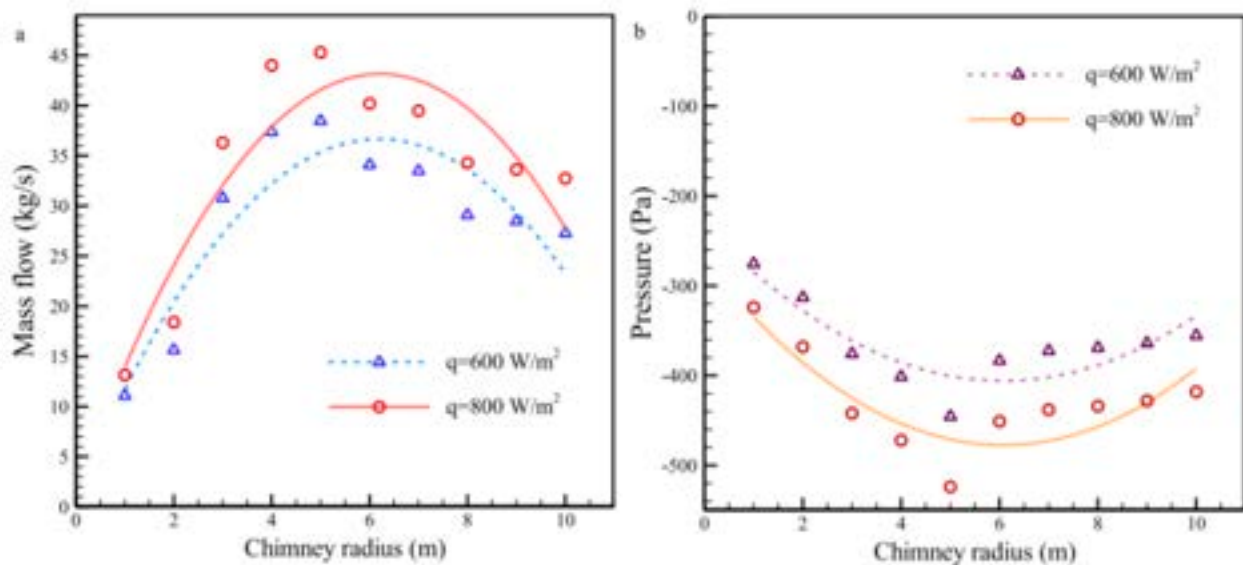 a
Mass flow (kg/s)
45
40
35
30
25
20
15
10
5
0
q=600 W/m²
q=800 W/m²
0 2 4 6 8 10
Chimney radius (m)
b
Pressure (Pa)
0
-100
-200
-300
-400
-500
q=600 W/m²
q=800 W/m²
0 2 4 6 8 10
Chimney radius (m)